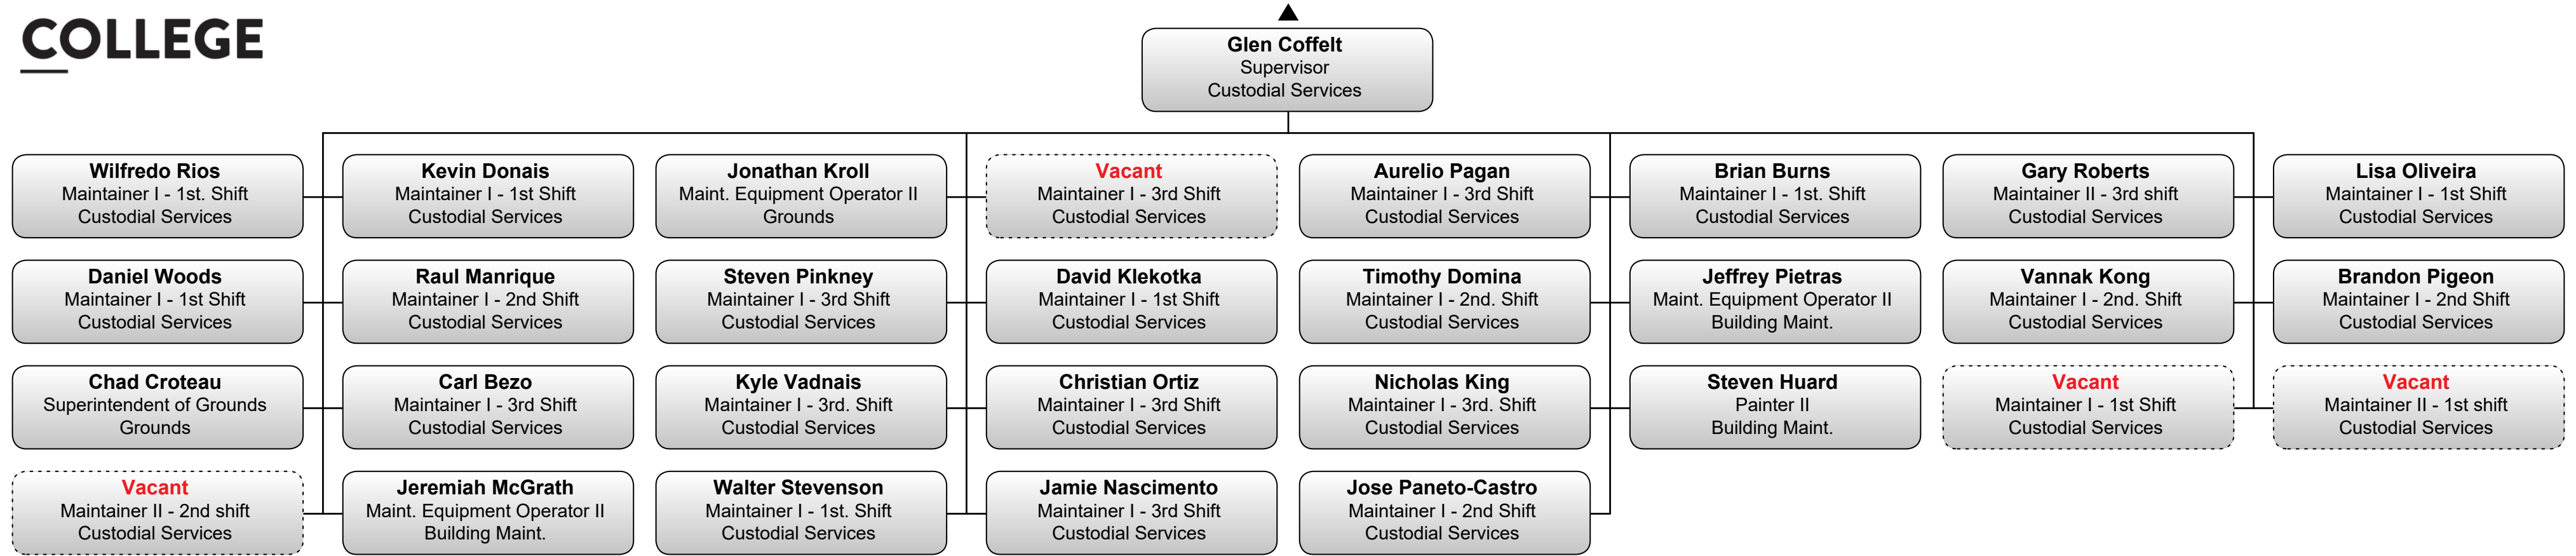 COLLEGE
Glen Coffelt
Supervisor
Custodial Services
Wilfredo Rios
Maintainer I - 1st. Shift
Custodial Services
Kevin Donais
Maintainer I - 1st Shift
Custodial Services
Jonathan Kroll
Maint. Equipment Operator II
Grounds
Vacant
Maintainer I - 3rd Shift
Custodial Services
Aurelio Pagan
Maintainer I - 3rd Shift
Custodial Services
Brian Burns
Maintainer I - 1st. Shift
Custodial Services
Gary Roberts
Maintainer II - 3rd shift
Custodial Services
Lisa Oliveira
Maintainer I - 1st Shift
Custodial Services
Daniel Woods
Maintainer I - 1st Shift
Custodial Services
Raul Manrique
Maintainer I - 2nd Shift
Custodial Services
Steven Pinkney
Maintainer I - 3rd Shift
Custodial Services
David Klekotka
Maintainer I - 1st Shift
Custodial Services
Timothy Domina
Maintainer I - 2nd. Shift
Custodial Services
Jeffrey Pietras
Maint. Equipment Operator II
Building Maint.
Vannak Kong
Maintainer I - 2nd. Shift
Custodial Services
Brandon Pigeon
Maintainer I - 2nd Shift
Custodial Services
Chad Croteau
Superintendent of Grounds
Grounds
Carl Bezo
Maintainer I - 3rd Shift
Custodial Services
Kyle Vadnais
Maintainer I - 3rd. Shift
Custodial Services
Christian Ortiz
Maintainer I - 3rd Shift
Custodial Services
Nicholas King
Maintainer I - 3rd. Shift
Custodial Services
Steven Huard
Painter II
Building Maint.
Vacant
Maintainer I - 1st Shift
Custodial Services
Vacant
Maintainer II - 1st shift
Custodial Services
Vacant
Maintainer II - 2nd shift
Custodial Services
Jeremiah McGrath
Maint. Equipment Operator II
Building Maint.
Walter Stevenson
Maintainer I - 1st. Shift
Custodial Services
Jamie Nascimento
Maintainer I - 3rd Shift
Custodial Services
Jose Paneto-Castro
Maintainer I - 2nd Shift
Custodial Services